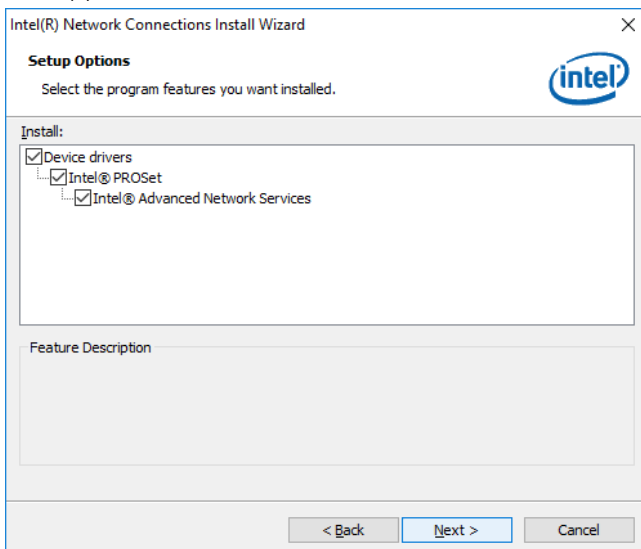 Intel(R) Network Connections Install Wizard
Setup Options
Select the program features you want installed.
intel
Install:
Device drivers
Intel® PROSet
Intel® Advanced Network Services
Feature Description
< Back
Next >
Cancel